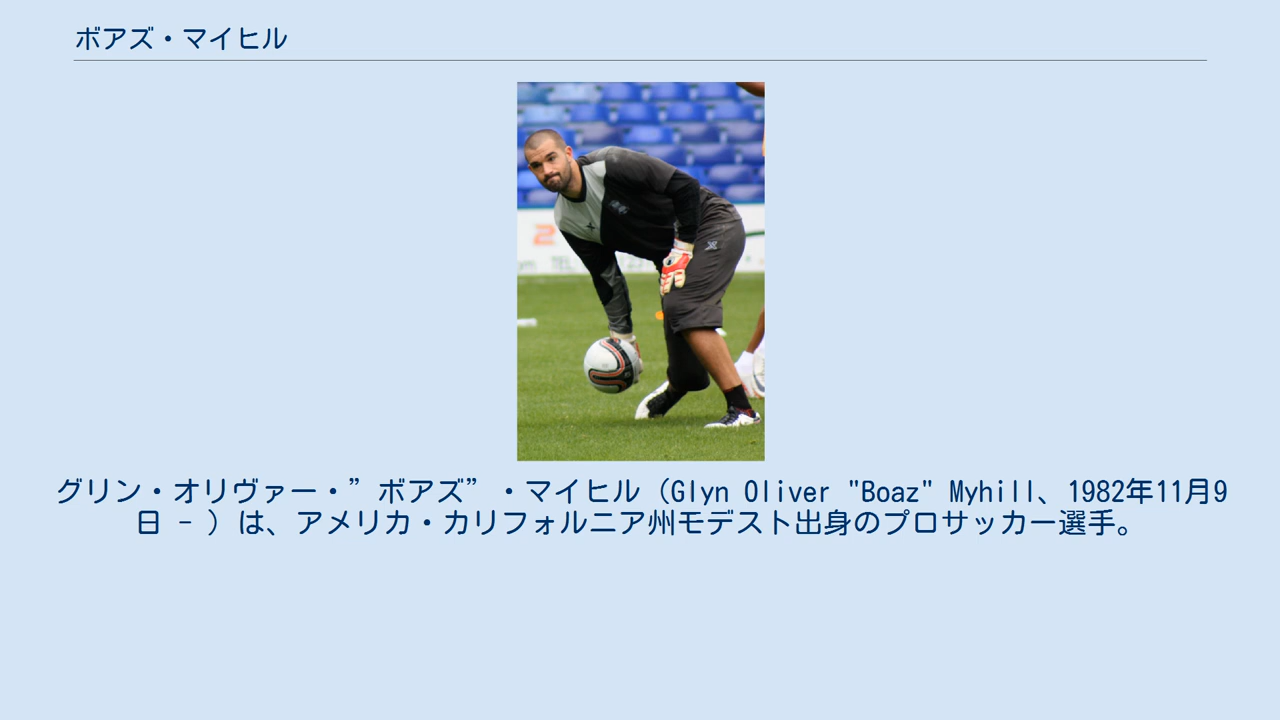 ボアズ・マイヒル
2
TEL
グリン・オリヴァー・”ボアズ”・マイヒル（Glyn Oliver "Boaz" Myhill、1982年11月9
日 - ）は、アメリカ・カリフォルニア州モデスト出身のプロサッカー選手。